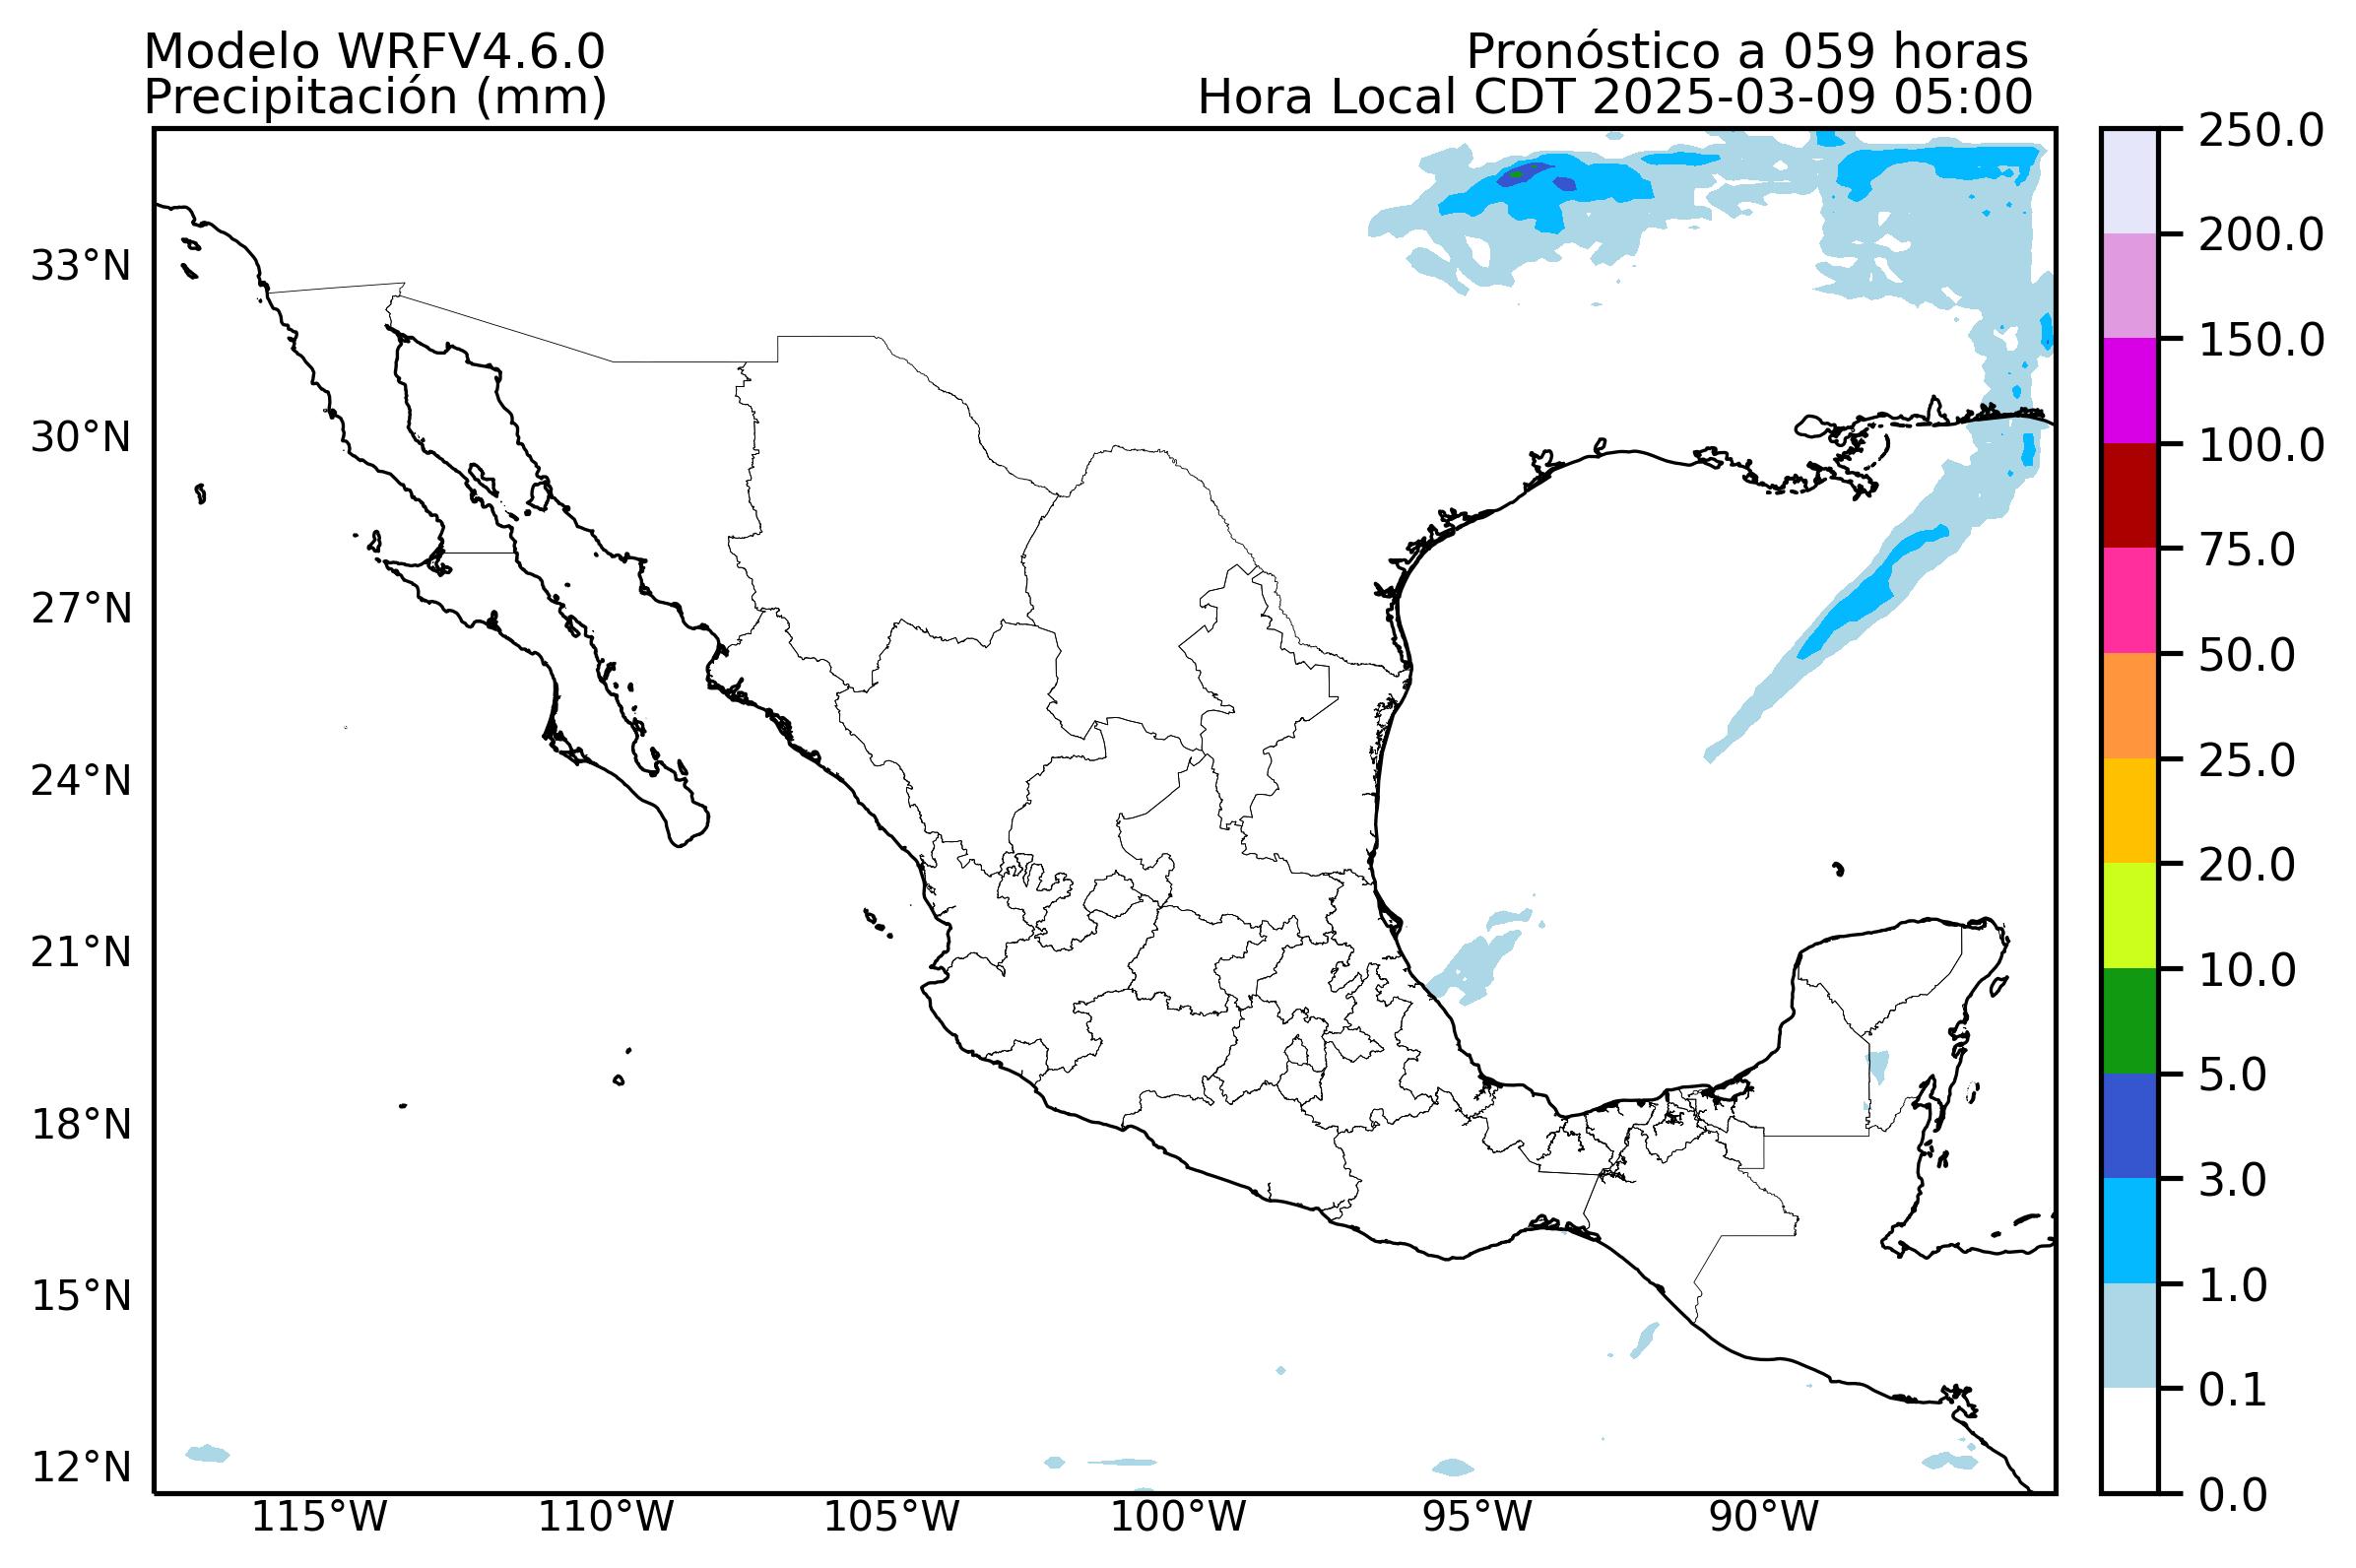 Modelo WRFV4.6.0
Pronóstico a 059 horas
Precipitación (mm)
Hora Local CDT 2025-03-09 05:00
33°N
30°N
27°N
24°N
21°N
18°N
15°N
12°N
115°W
110°W
105°W
100°W
95°W
90°W
250.0
200.0
150.0
100.0
75.0
50.0
25.0
20.0
10.0
5.0
3.0
1.0
0.1
0.0